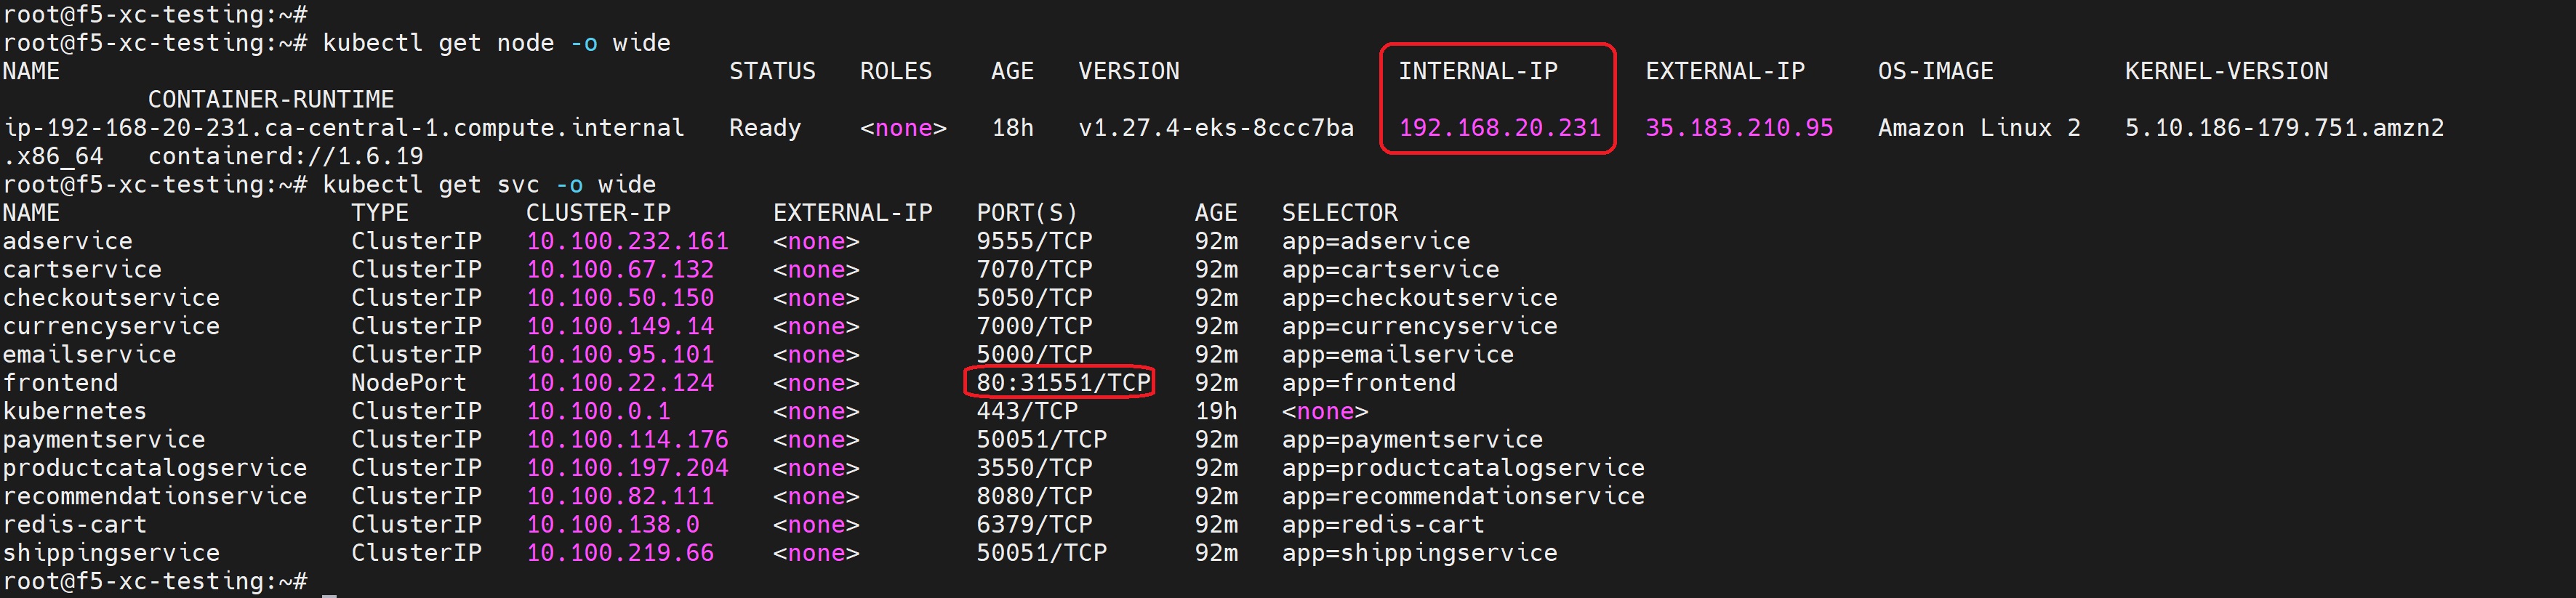 root@f5-xc-testing:~#
root@f5-xc-testing:~# kubectl get node -o wide
NAME                                              STATUS   ROLES    AGE   VERSION               INTERNAL-IP      EXTERNAL-IP     OS-IMAGE         KERNEL-VERSION
          CONTAINER-RUNTIME
ip-192-168-20-231.ca-central-1.compute.internal   Ready    <none>   18h   v1.27.4-eks-8ccc7ba   192.168.20.231   35.183.210.95   Amazon Linux 2   5.10.186-179.751.amzn2
.x86_64   containerd://1.6.19
root@f5-xc-testing:~# kubectl get svc -o wide
NAME                    TYPE        CLUSTER-IP       EXTERNAL-IP   PORT(S)        AGE   SELECTOR
adservice               ClusterIP   10.100.232.161   <none>        9555/TCP       92m   app=adservice
cartservice             ClusterIP   10.100.67.132    <none>        7070/TCP       92m   app=cartservice
checkoutservice         ClusterIP   10.100.50.150    <none>        5050/TCP       92m   app=checkoutservice
currencyservice         ClusterIP   10.100.149.14    <none>        7000/TCP       92m   app=currencyservice
emailservice            ClusterIP   10.100.95.101    <none>        5000/TCP       92m   app=emailservice
frontend                NodePort    10.100.22.124    <none>        80:31551/TCP   92m   app=frontend
kubernetes              ClusterIP   10.100.0.1       <none>        443/TCP        19h   <none>
paymentservice          ClusterIP   10.100.114.176   <none>        50051/TCP      92m   app=paymentservice
productcatalogservice   ClusterIP   10.100.197.204   <none>        3550/TCP       92m   app=productcatalogservice
recommendationservice   ClusterIP   10.100.82.111    <none>        8080/TCP       92m   app=recommendationservice
redis-cart              ClusterIP   10.100.138.0     <none>        6379/TCP       92m   app=redis-cart
shippingservice         ClusterIP   10.100.219.66    <none>        50051/TCP      92m   app=shippingservice
root@f5-xc-testing:~#